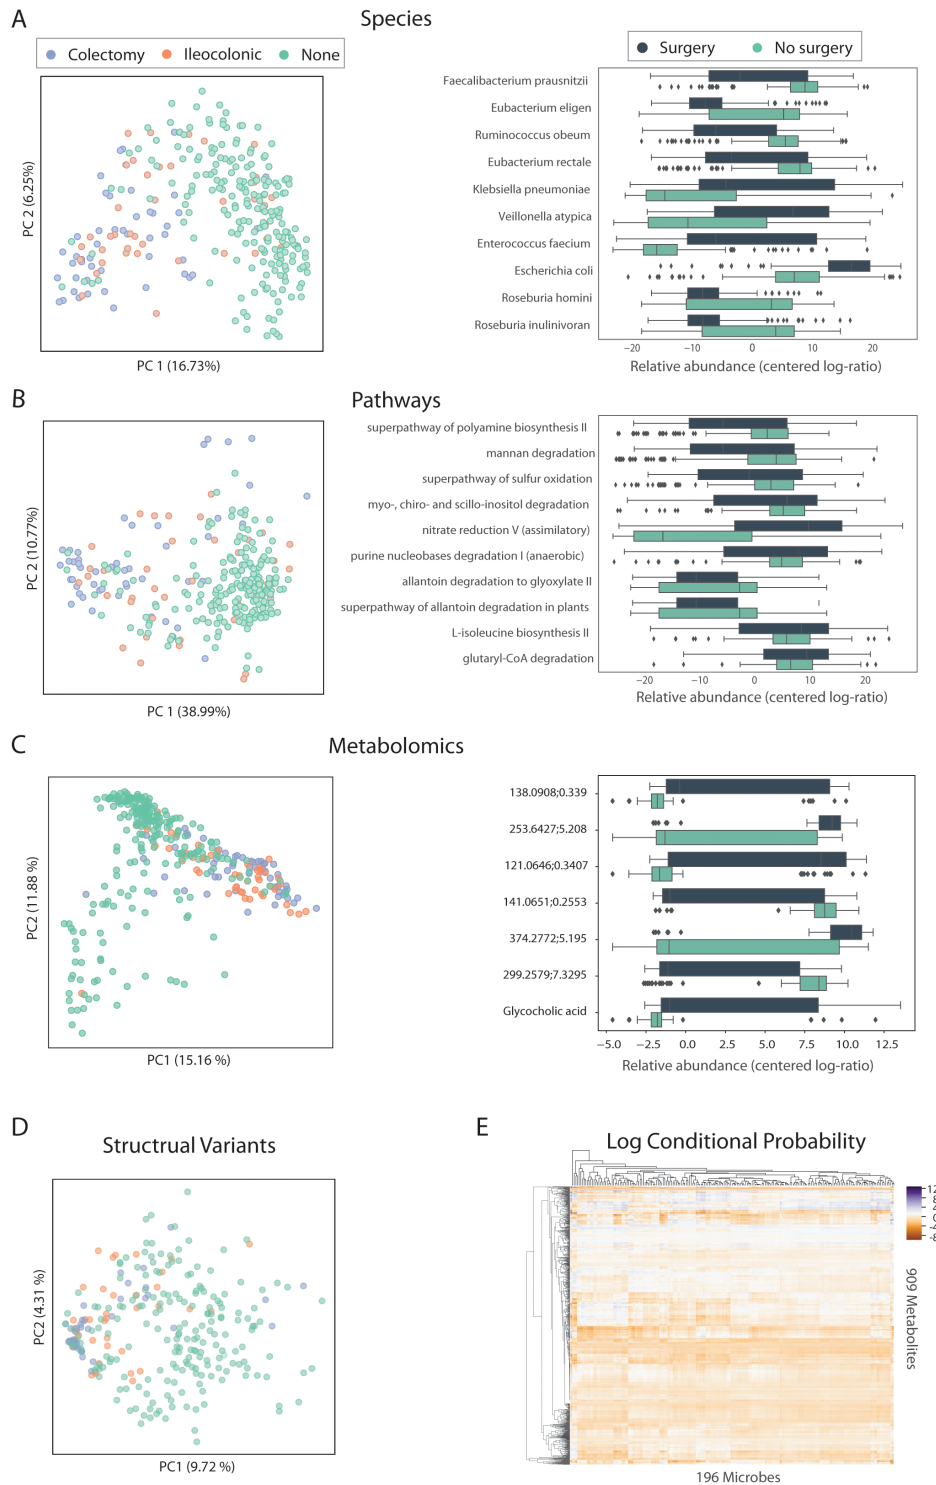 A
Species
Colectomy
Ileocolonic
None
Surgery
No surgery
PC 2 (6.25%)
PC 1 (16.73%)
Faecalibacterium prausnitzii
Eubacterium eligen
Ruminococcus obeum
Eubacterium rectale
Klebsiella pneumoniae
Veillonella atypica
Enterococcus faecium
Escherichia coli
Roseburia homini
Roseburia inulinivoran
−20
−10
0
10
20
Relative abundance (centered log-ratio)
B
Pathways
PC 2 (10.77%)
PC 1 (38.99%)
superpathway of polyamine biosynthesis II
mannan degradation
superpathway of sulfur oxidation
myo-, chiro- and scillo-inositol degradation
nitrate reduction V (assimilatory)
purine nucleobases degradation I (anaerobic)
allantoin degradation to glyoxylate II
superpathway of allantoin degradation in plants
L-isoleucine biosynthesis II
glutaryl-CoA degradation
−20
−10
0
10
20
Relative abundance (centered log-ratio)
C
Metabolomics
PC2 (11.88 %)
PC1 (15.16 %)
138.0908;0.339
253.6427;5.208
121.0646;0.3407
141.0651;0.2553
374.2772;5.195
299.2579;7.3295
Glycocholic acid
−5.0
−2.5
0.0
2.5
5.0
7.5
10.0
12.5
Relative abundance (centered log-ratio)
D
Structrual Variants
PC2 (4.31 %)
PC1 (9.72 %)
E
Log Conditional Probability
12
909 Metabolites
196 Microbes